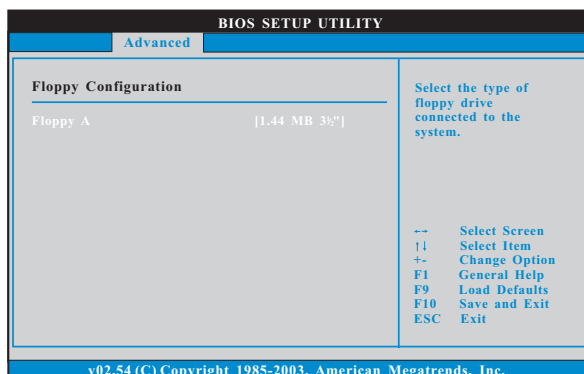 BIOS SETUP UTILITY
Advanced
Floppy Configuration
Floppy A [1.44 MB 3½"]
Select the type of
floppy drive
connected to the
system.
←→ Select Screen
↑↓ Select Item
+- Change Option
F1 General Help
F9 Load Defaults
F10 Save and Exit
ESC Exit
v02.54 (C) Copyright 1985-2003, American Megatrends, Inc.